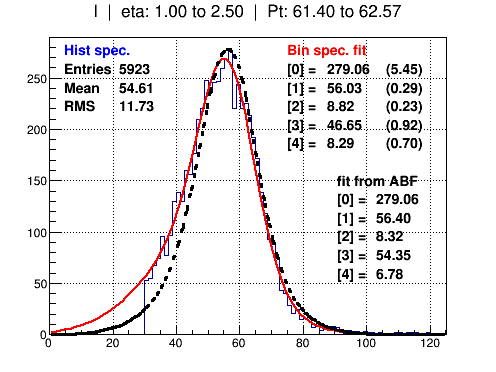 I | eta: 1.00 to 2.50 | Pt: 61.40 to 62.57
Hist spec.
Entries 5923
Mean 54.61
RMS 11.73
Bin spec. fit
[0] = 279.06 (5.45)
[1] = 56.03 (0.29)
[2] = 8.82 (0.23)
[3] = 46.65 (0.92)
[4] = 8.29 (0.70)
fit from ABF
[0] = 279.06
[1] = 56.40
[2] = 8.32
[3] = 54.35
[4] = 6.78
250
200
150
100
50
0
0 20 40 60 80 100 120